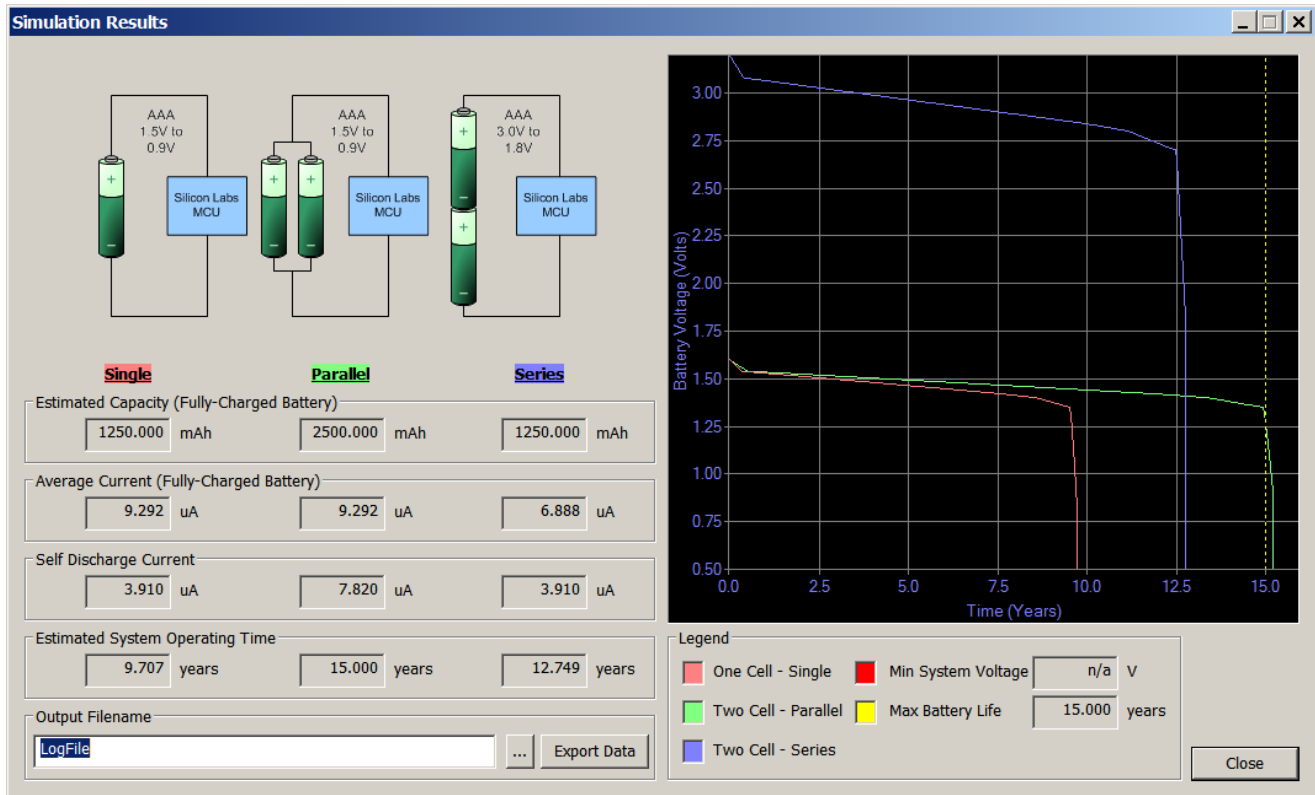 Simulation Results
AAA
1.5V to
0.9V
Silicon Labs
MCU
AAA
1.5V to
0.9V
Silicon Labs
MCU
AAA
3.0V to
1.8V
Silicon Labs
MCU
+
−
+
−
+
−
+
−
+
−
Single Parallel Series
Estimated Capacity (Fully-Charged Battery)
1250.000 mAh 2500.000 mAh 1250.000 mAh
Average Current (Fully-Charged Battery)
9.292 uA 9.292 uA 6.888 uA
Self Discharge Current
3.910 uA 7.820 uA 3.910 uA
Estimated System Operating Time
9.707 years 15.000 years 12.749 years
Output Filename
LogFile ... Export Data
Battery Voltage (Volts)
3.00
2.75
2.50
2.25
2.00
1.75
1.50
1.25
1.00
0.75
0.50
0.0 2.5 5.0 7.5 10.0 12.5 15.0
Time (Years)
Legend
One Cell - Single Min System Voltage n/a V
Two Cell - Parallel Max Battery Life 15.000 years
Two Cell - Series
Close